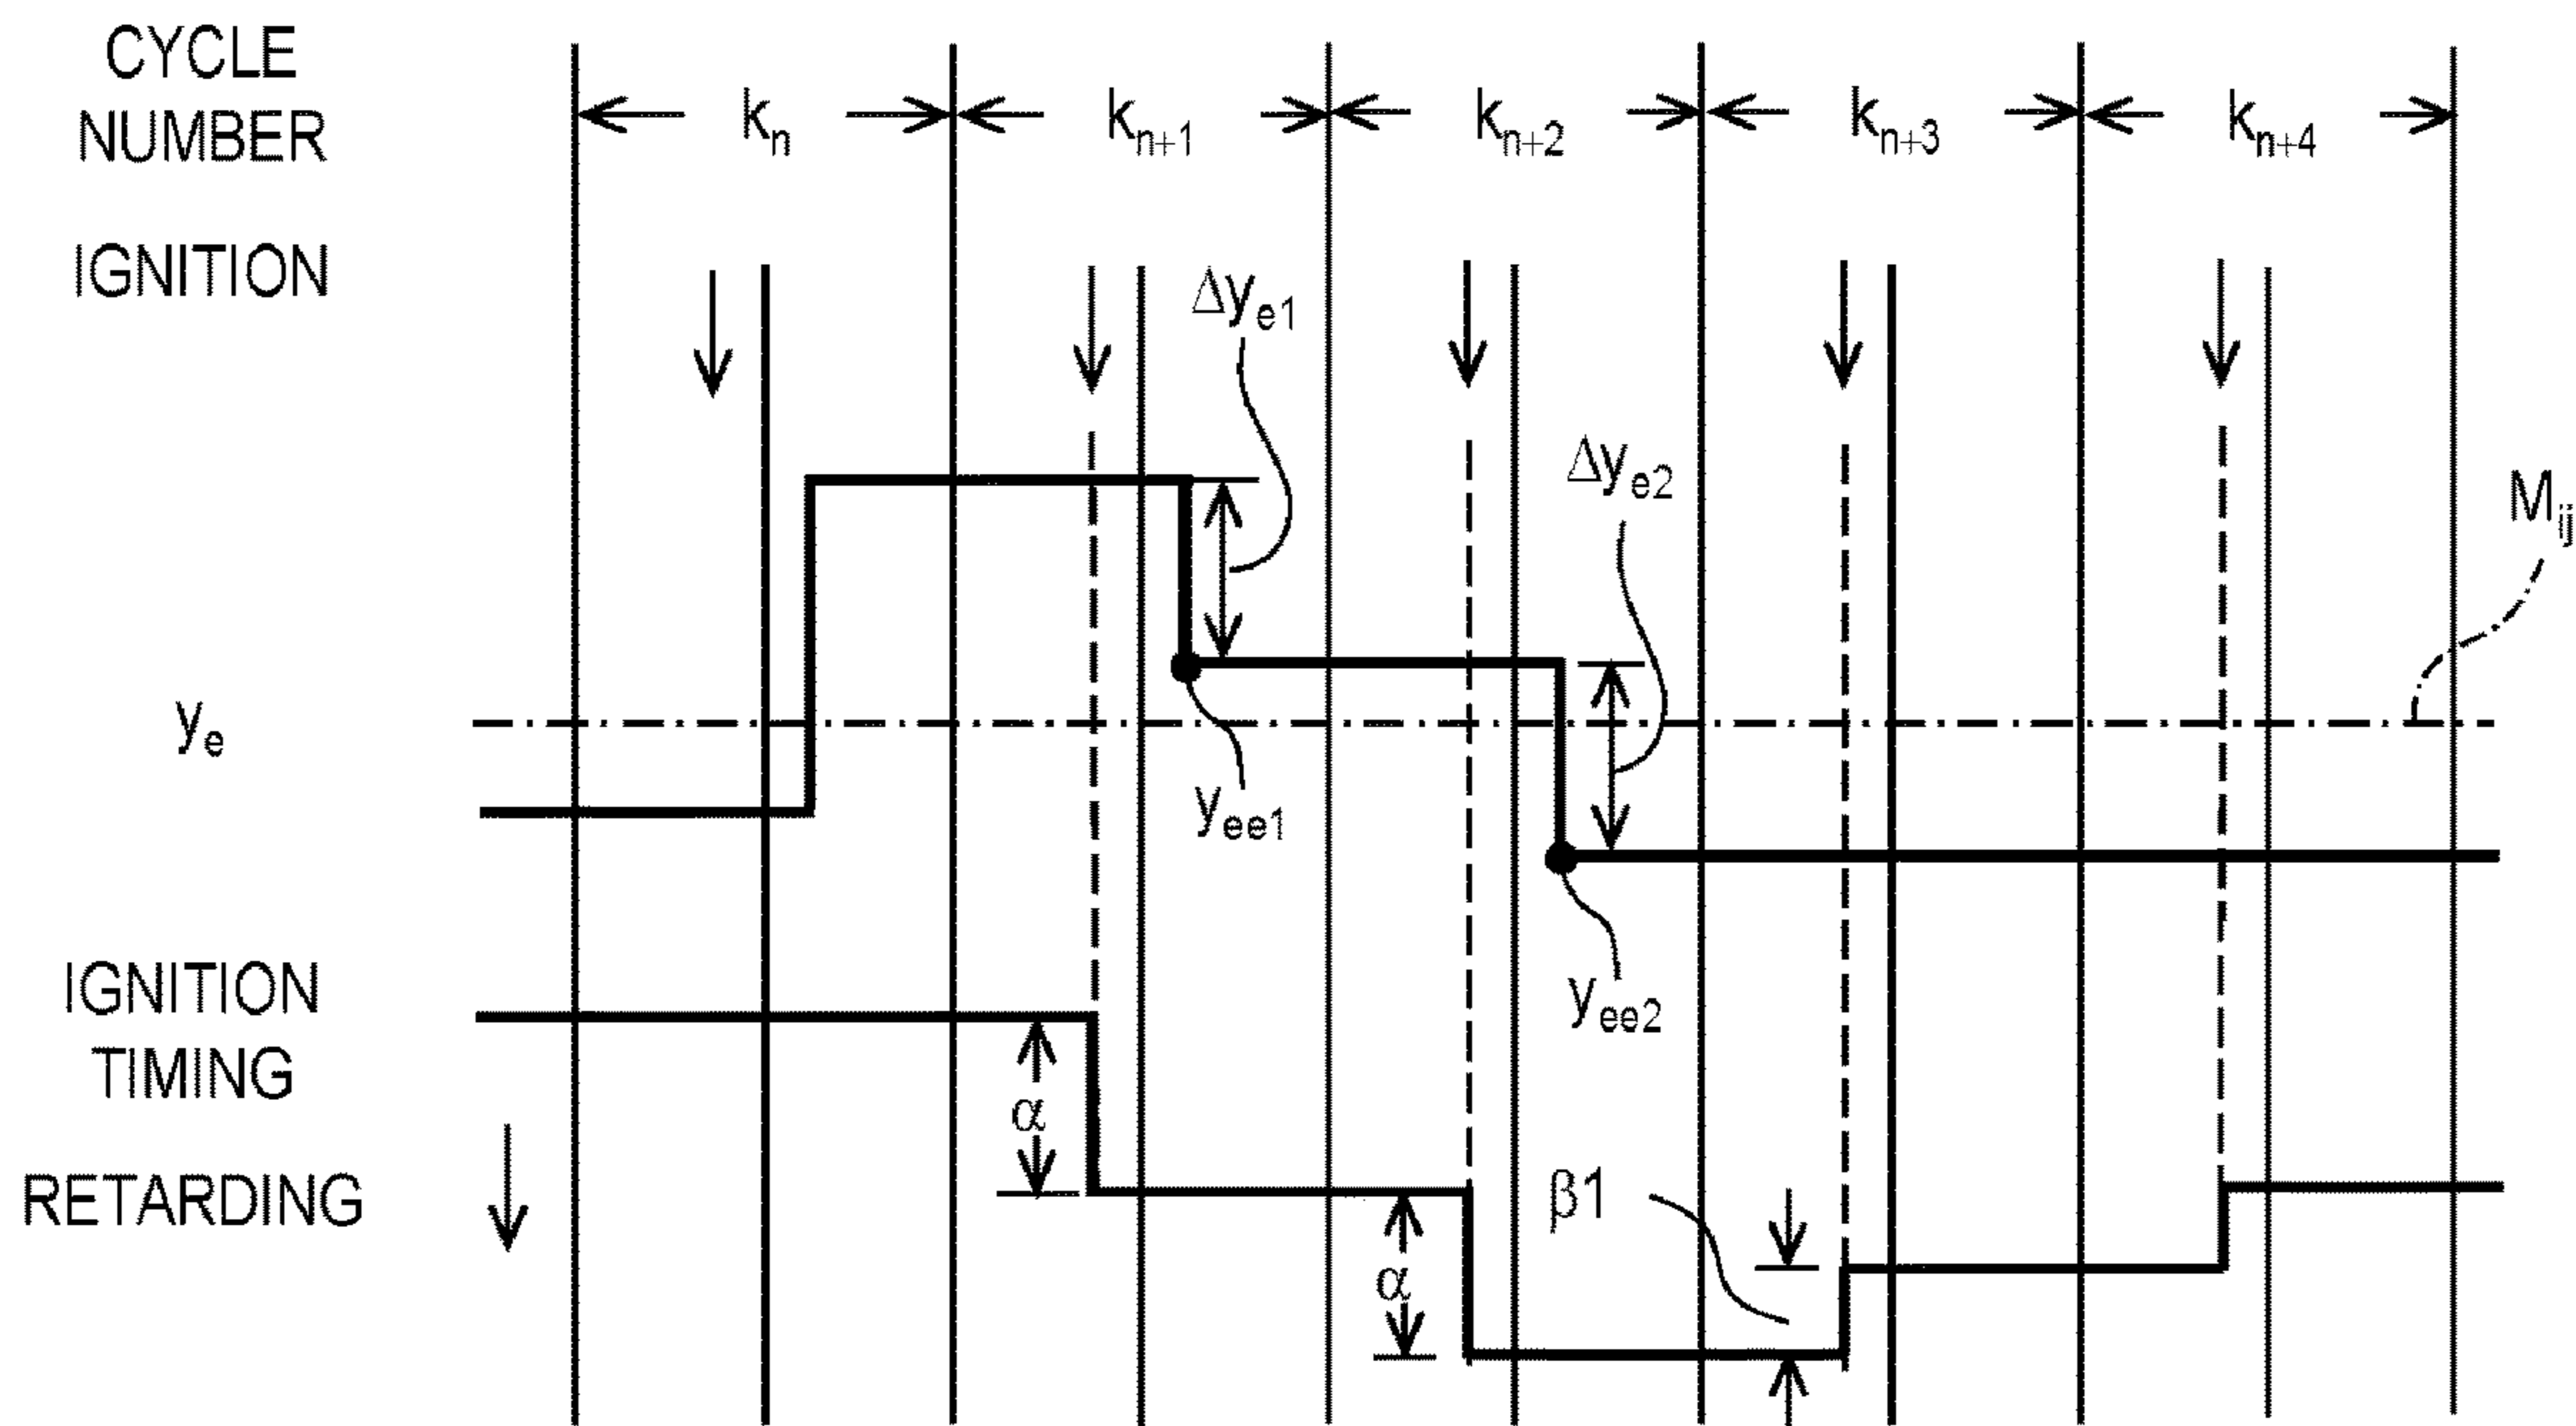 CYCLE
NUMBER
kₙ kₙ₊₁ kₙ₊₂ kₙ₊₃ kₙ₊₄
IGNITION
Δyₑ₁
Δyₑ₂
Mᵢⱼ
yₑ
yₑₑ₁
yₑₑ₂
IGNITION
TIMING
α
RETARDING
β1
α